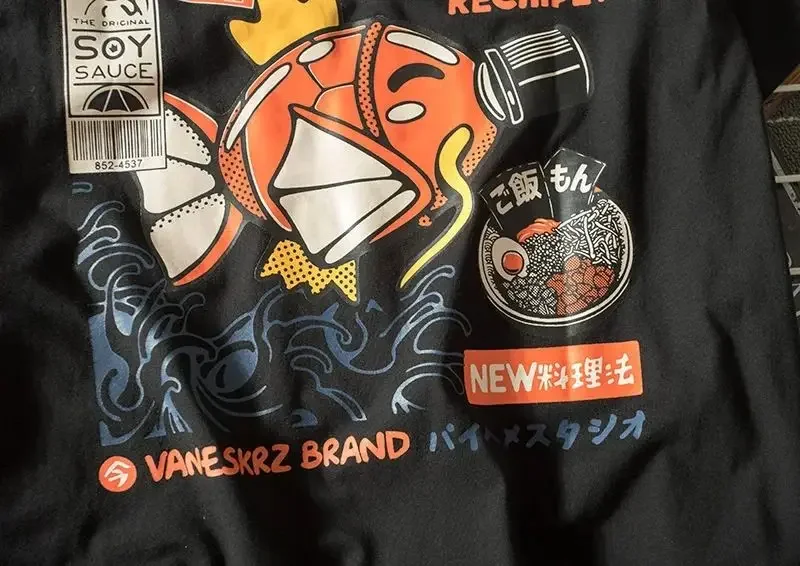 THE ORIGINAL
SOY
SAUCE
852-4537
ご飯もん
NEW料理法
VANESKRZ BRAND